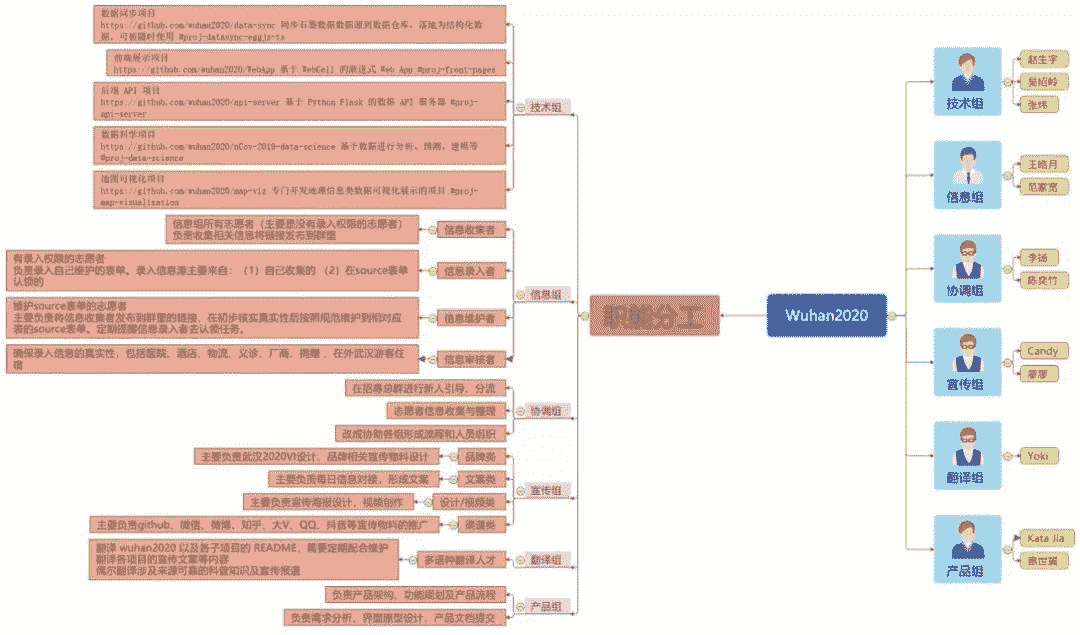 数据同步项目
https://github.com/wuhan2020/data-sync 同步石墨数据数据源到数据仓库，落地为结构化数
据，可被随时使用 #proj-datasync-eggjs-ts
前端展示项目
https://github.com/wuhan2020/WebApp 基于 WebCell 的渐进式 Web App #proj-front-pages
后端 API 项目
https://github.com/wuhan2020/api-server 基于 Python Flask 的数据 API 服务器 #proj-
api-server
数据科学项目
https://github.com/wuhan2020/nCov-2019-data-science 基于数据进行分析、预测、建模等
#proj-data-science
地图可视化项目
https://github.com/wuhan2020/map-viz 专门开发地理信息类数据可视化展示的项目 #proj-
map-visualization
技术组
信息组所有志愿者（主要是没有录入权限的志愿者）
负责收集相关信息将链接发布到群里
信息收集者
有录入权限的志愿者
负责录入自己维护的表单。录入信息源主要来自：（1）自己收集的（2）在source表单
认领的
信息录入者
维护source表单的志愿者
主要负责将信息收集者发布到群里的链接、在初步核实真实性后按照规范维护到相对应
表的source表单。定期提醒信息录入者去认领任务。
信息维护者
确保录入信息的真实性，包括医院、酒店、物流、义诊、厂商、捐赠 、在外武汉游客住
宿
信息审核者
信息组
在招募总群进行新人引导、分流
志愿者信息收集与整理
改成协助各组形成流程和人员组织
协调组
主要负责武汉2020VI设计、品牌相关宣传物料设计
品牌类
主要负责每日信息对接，形成文案
文案类
主要负责宣传海报设计，视频创作
设计/视频类
主要负责github、微信、微博、知乎、大V、QQ、抖音等宣传物料的推广
渠道类
宣传组
翻译 wuhan2020 以及各子项目的 README，需要定期配合维护
翻译各项目的宣传文案等内容
偶尔翻译涉及来源可靠的科普知识及宣传报道
多语种翻译人才
翻译组
负责产品架构、功能规划及产品流程
负责需求分析、界面原型设计、产品文档提交
产品组
职能分工
Wuhan2020
技术组
赵生宇
吴绍岭
张炜
信息组
王皓月
范家宽
协调组
李扬
陈奕竹
宣传组
Candy
廖廖
翻译组
Yoki
产品组
Kata Jia